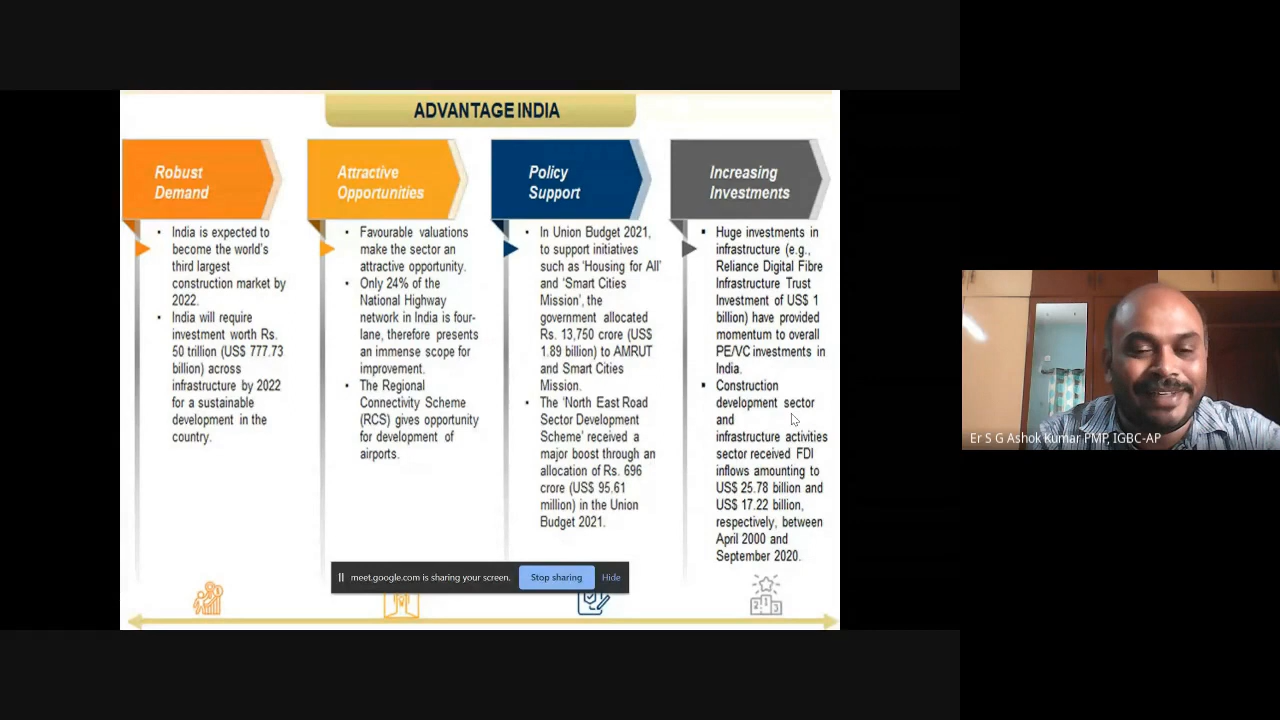 ADVANTAGE INDIA
Robust
Demand
• India is expected to
become the world's
third largest
construction market by
2022.
• India will require
investment worth Rs.
50 trillion (US$ 777.73
billion) across
infrastructure by 2022
for a sustainable
development in the
country.
Attractive
Opportunities
• Favourable valuations
make the sector an
attractive opportunity.
• Only 24% of the
National Highway
network in India is four-
lane, therefore presents
an immense scope for
improvement.
• The Regional
Connectivity Scheme
(RCS) gives opportunity
for development of
airports.
Policy
Support
• In Union Budget 2021,
to support initiatives
such as 'Housing for All'
and 'Smart Cities
Mission', the
government allocated
Rs. 13,750 crore (US$
1.89 billion) to AMRUT
and Smart Cities
Mission.
• The 'North East Road
Sector Development
Scheme' received a
major boost through an
allocation of Rs. 696
crore (US$ 95.61
million) in the Union
Budget 2021.
Increasing
Investments
▪ Huge investments in
infrastructure (e.g.,
Reliance Digital Fibre
Infrastructure Trust
Investment of US$ 1
billion) have provided
momentum to overall
PE/VC investments in
India.
▪ Construction
development sector
and
infrastructure activities
sector received FDI
inflows amounting to
US$ 25.78 billion and
US$ 17.22 billion,
respectively, between
April 2000 and
September 2020.
meet.google.com is sharing your screen.
Stop sharing
Hide
2 1 3
Er S G Ashok Kumar PMP, IGBC-AP